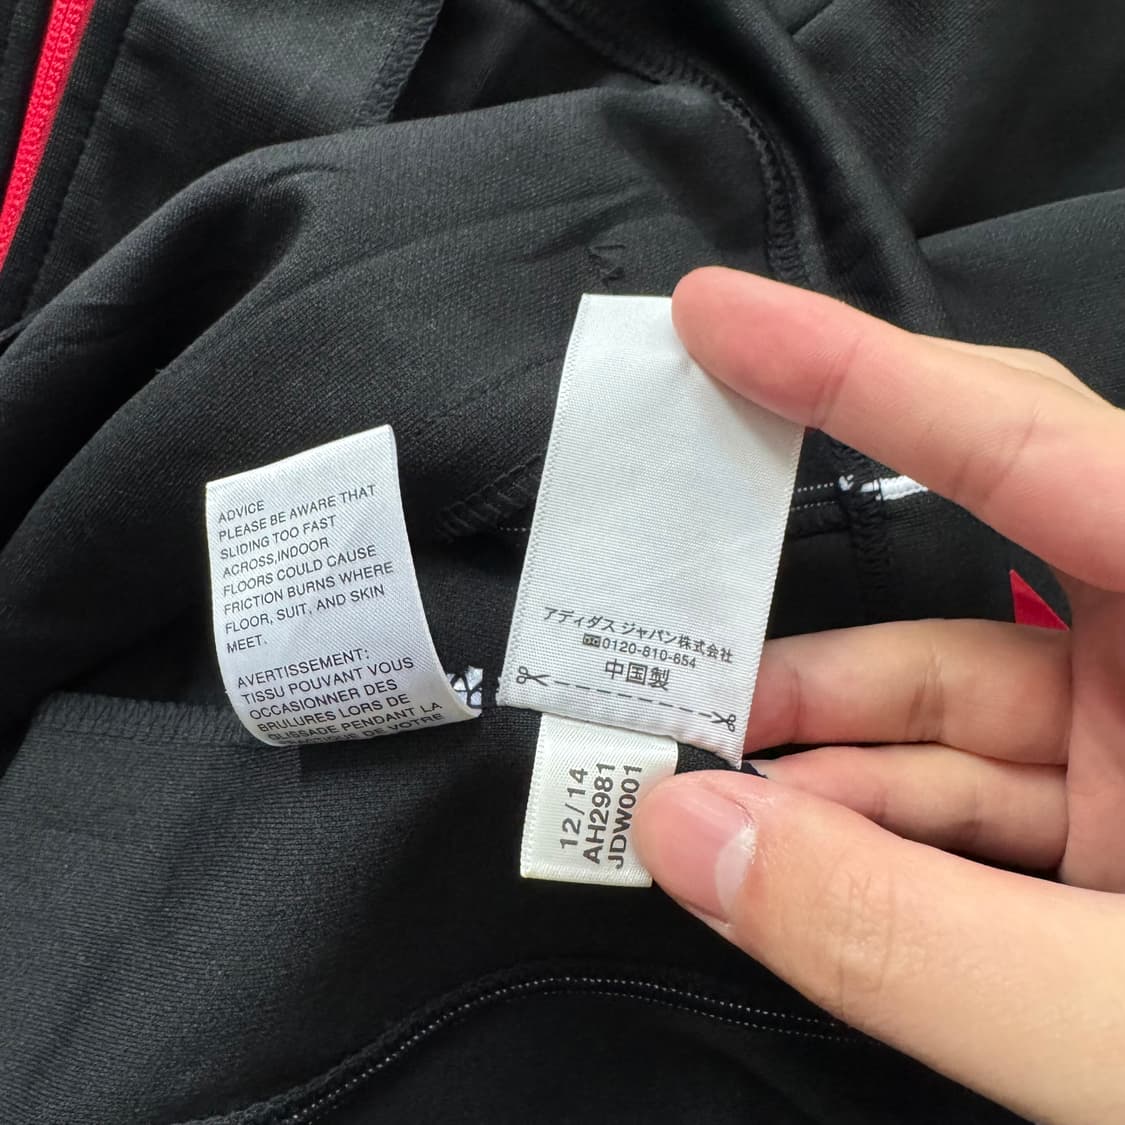 ADVICE
PLEASE BE AWARE THAT
SLIDING TOO FAST
ACROSS,INDOOR
FLOORS COULD CAUSE
FRICTION BURNS WHERE
FLOOR, SUIT, AND SKIN
MEET.
AVERTISSEMENT:
TISSU POUVANT VOUS
OCCASIONNER DES
BRULURES LORS DE
GLISSADE PENDANT LA
DE VOTRE
アディダス ジャパン株式会社
0120-810-654
中国製
12/14
AH2981
JDW001